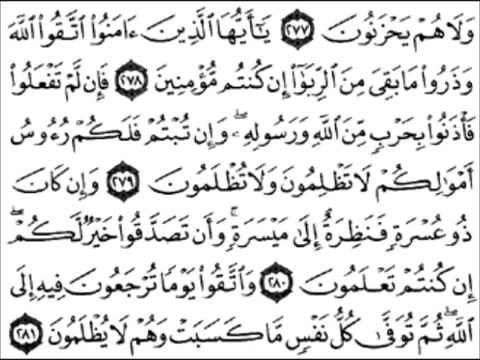 وَلَا هُمْ يَحْزَنُونَ ٢٧٧ يَٰٓأَيُّهَا ٱلَّذِينَ ءَامَنُوا۟ ٱتَّقُوا۟ ٱللَّهَ
وَذَرُوا۟ مَا بَقِىَ مِنَ ٱلرِّبَوٰٓا۟ إِن كُنتُم مُّؤْمِنِينَ ٢٧٨ فَإِن لَّمْ تَفْعَلُوا۟
فَأْذَنُوا۟ بِحَرْبٍ مِّنَ ٱللَّهِ وَرَسُولِهِۦ ۖ وَإِن تُبْتُمْ فَلَكُمْ رُءُوسُ
أَمْوَٰلِكُمْ لَا تَظْلِمُونَ وَلَا تُظْلَمُونَ ٢٧٩ وَإِن كَانَ
ذُو عُسْرَةٍ فَنَظِرَةٌ إِلَىٰ مَيْسَرَةٍ ۚ وَأَن تَصَدَّقُوا۟ خَيْرٌ لَّكُمْ ۖ
إِن كُنتُمْ تَعْلَمُونَ ٢٨٠ وَٱتَّقُوا۟ يَوْمًا تُرْجَعُونَ فِيهِ إِلَى
ٱللَّهِ ۖ ثُمَّ تُوَفَّىٰ كُلُّ نَفْسٍ مَّا كَسَبَتْ وَهُمْ لَا يُظْلَمُونَ ٢٨١